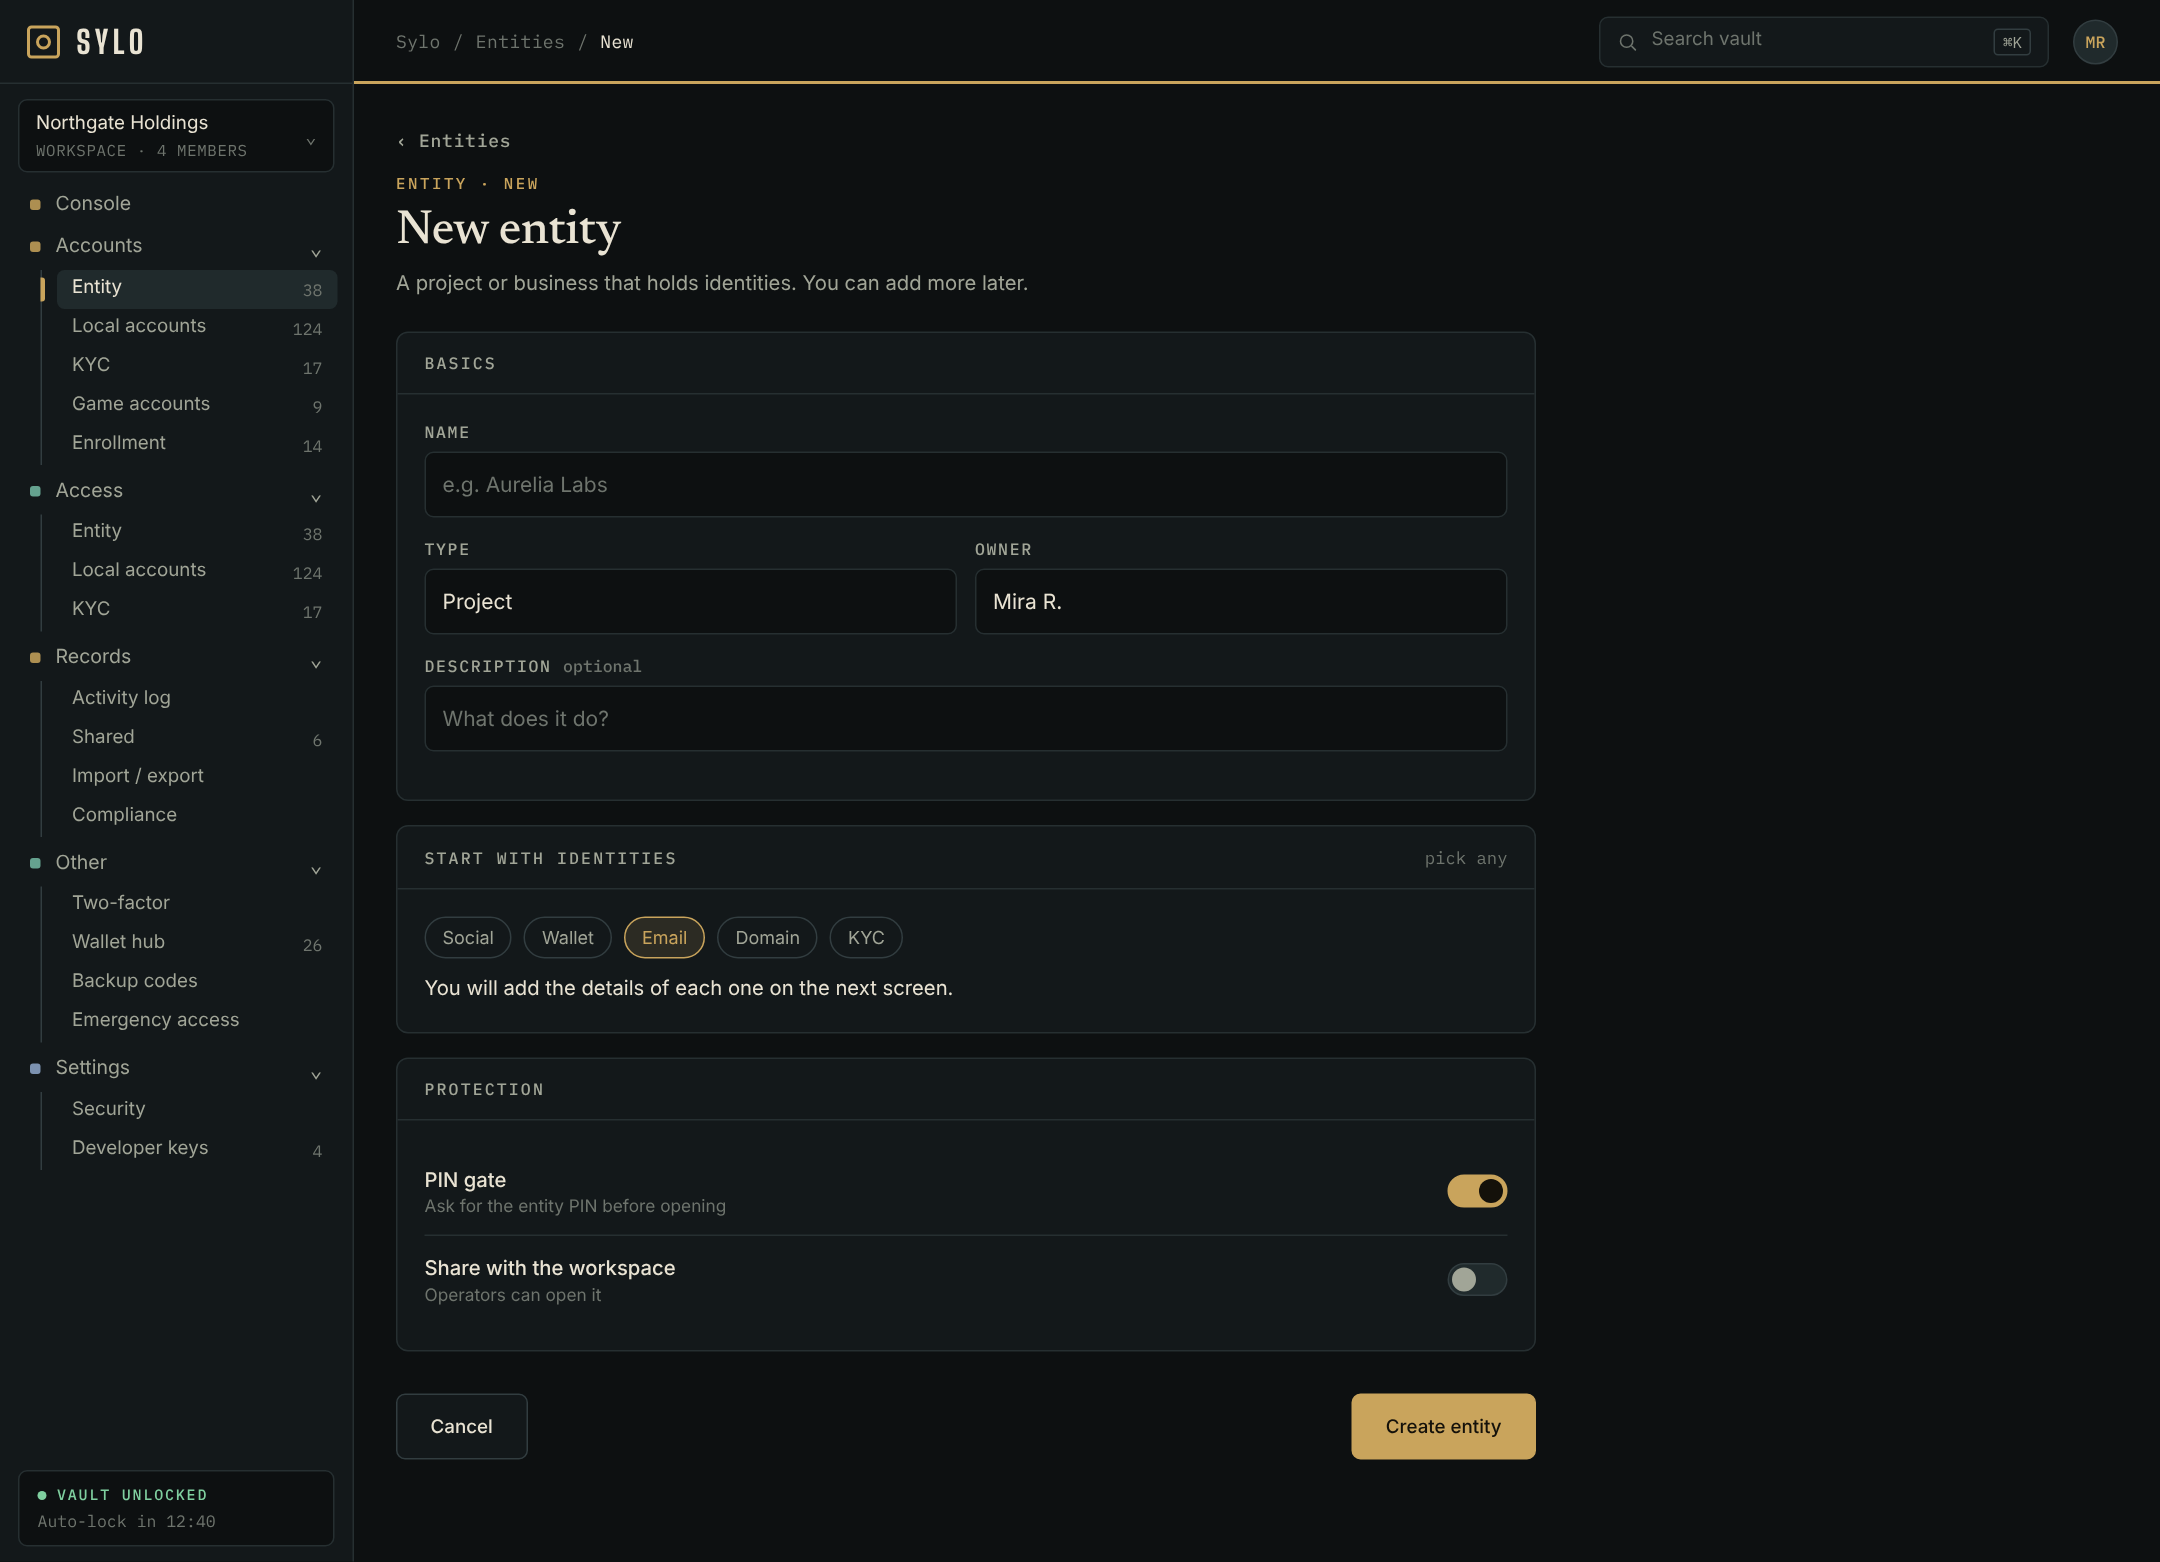 SYLO
Northgate Holdings
WORKSPACE · 4 MEMBERS
Console
Accounts
Entity 38
Local accounts 124
KYC 17
Game accounts 9
Enrollment 14
Access
Entity 38
Local accounts 124
KYC 17
Records
Activity log
Shared 6
Import / export
Compliance
Other
Two-factor
Wallet hub 26
Backup codes
Emergency access
Settings
Security
Developer keys 4
VAULT UNLOCKED
Auto-lock in 12:40
Sylo / Entities / New
Search vault ⌘K
MR
‹ Entities
ENTITY · NEW
New entity
A project or business that holds identities. You can add more later.
BASICS
NAME
e.g. Aurelia Labs
TYPE OWNER
Project Mira R.
DESCRIPTION optional
What does it do?
START WITH IDENTITIES pick any
Social Wallet Email Domain KYC
You will add the details of each one on the next screen.
PROTECTION
PIN gate
Ask for the entity PIN before opening
Share with the workspace
Operators can open it
Cancel Create entity